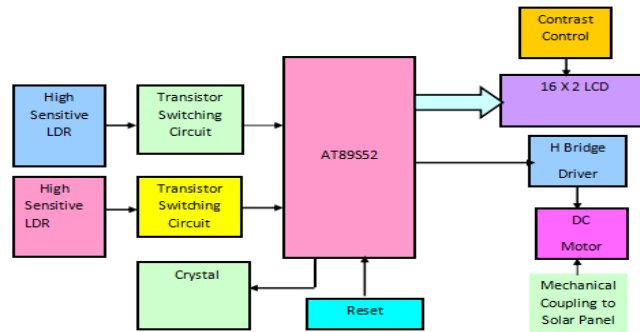 Contrast
Control
High
Sensitive
LDR
Transistor
Switching
Circuit
AT89S52
16 X 2 LCD
H Bridge
Driver
High
Sensitive
LDR
Transistor
Switching
Circuit
DC
Motor
Crystal
Reset
Mechanical
Coupling to
Solar Panel